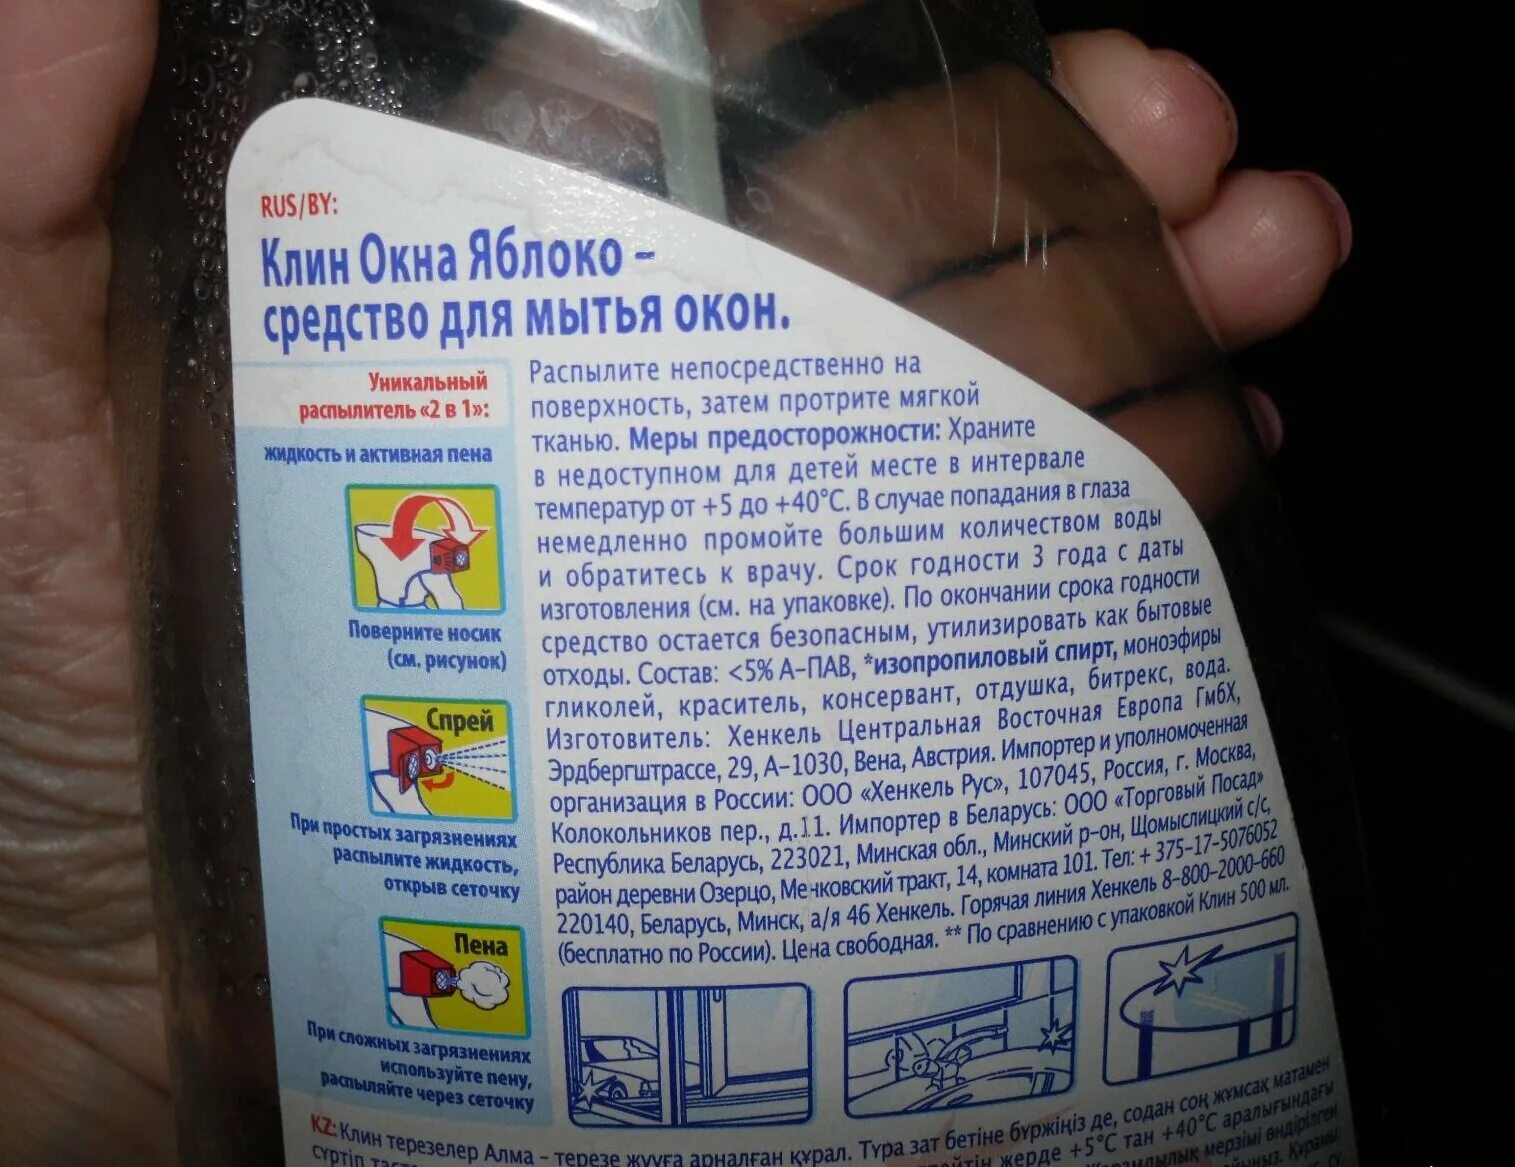 RUS/BY:
Клин Окна Яблоко –
средство для мытья окон.
Уникальный
распылитель «2 в 1»:
жидкость и активная пена
Поверните носик
(см. рисунок)
Спрей
При простых загрязнениях
распылите жидкость,
открыв сеточку
Пена
При сложных загрязнениях
используйте пену,
распыляйте через сеточку
Распылите непосредственно на
поверхность, затем протрите мягкой
тканью. Меры предосторожности: Храните
в недоступном для детей месте в интервале
температур от +5 до +40°C. В случае попадания в глаза
немедленно промойте большим количеством воды
и обратитесь к врачу. Срок годности 3 года с даты
изготовления (см. на упаковке). По окончании срока годности
средство остается безопасным, утилизировать как бытовые
отходы. Состав: <5% А-ПАВ, *изопропиловый спирт, моноэфиры
гликолей, краситель, консервант, отдушка, битрекс, вода.
Изготовитель: Хенкель Центральная Восточная Европа ГмбХ,
Эрдбергштрассе, 29, А-1030, Вена, Австрия. Импортер и уполномоченная
организация в России: ООО «Хенкель Рус», 107045, Россия, г. Москва,
Колокольников пер., д.11. Импортер в Беларусь: ООО «Торговый Посад»
Республика Беларусь, 223021, Минская обл., Минский р-он, Щомыслицкий с/с,
район деревни Озерцо, Менковский тракт, 14, комната 101. Тел: + 375-17-5076052
220140, Беларусь, Минск, а/я 46 Хенкель. Горячая линия Хенкель 8-800-2000-660
(бесплатно по России). Цена свободная. ** По сравнению с упаковкой Клин 500 мл.
KZ: Клин терезелер Алма – терезе жууға арналған құрал. Тұра зат бетіне бүркіңіз де, содан соң жұмсақ матамен
сүртіп жерде +5°C тан +40°C аралығындағы
мерзімі өндірілген